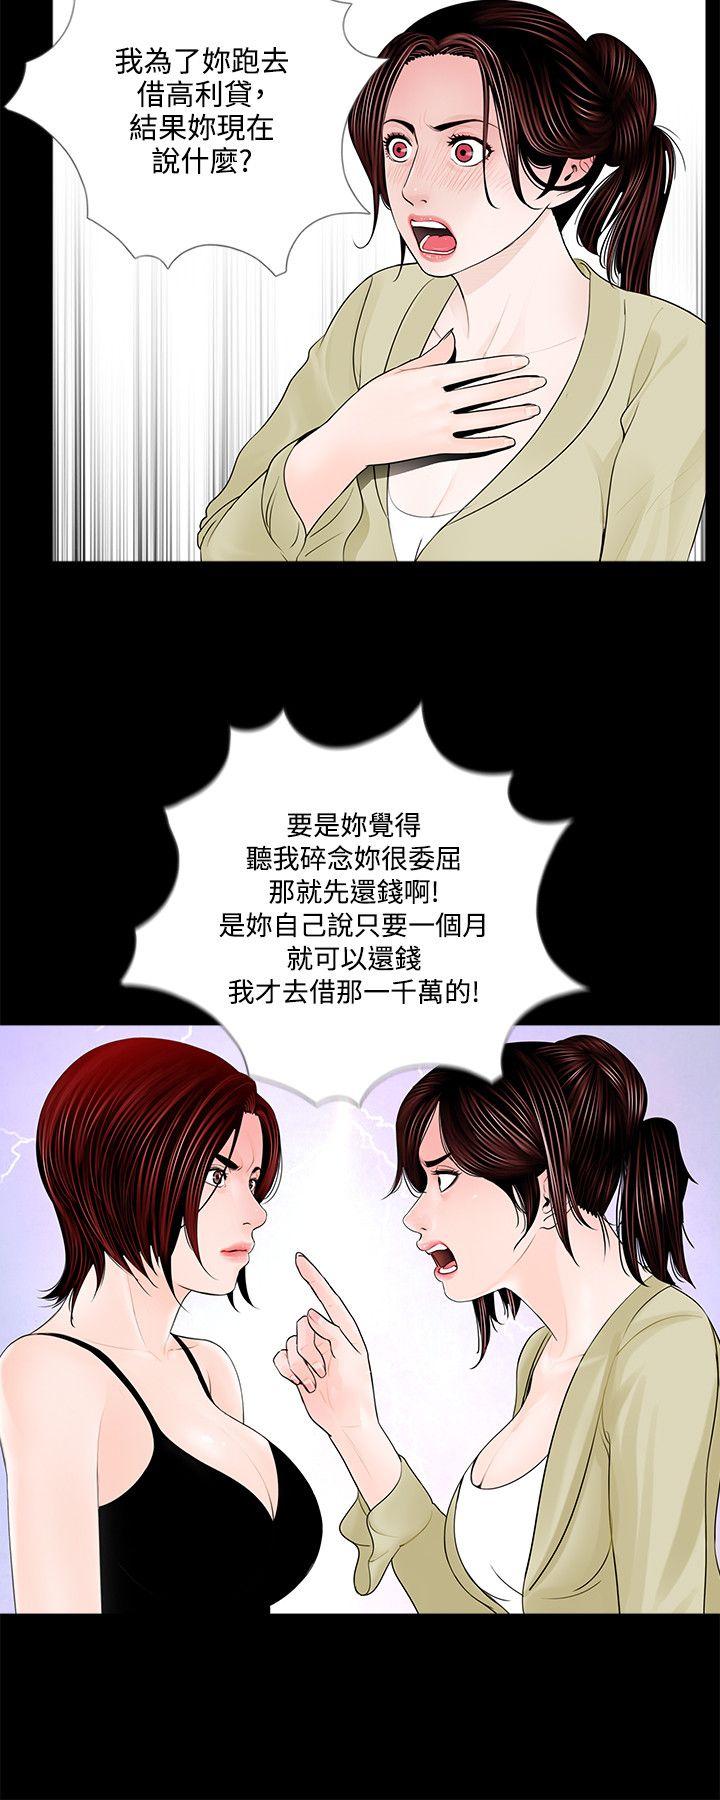 我為了妳跑去
借高利貸，
結果妳現在
說什麼?
要是妳覺得
聽我碎念妳很委屈
那就先還錢啊!
是妳自己說只要一個月
就可以還錢
我才去借那一千萬的!